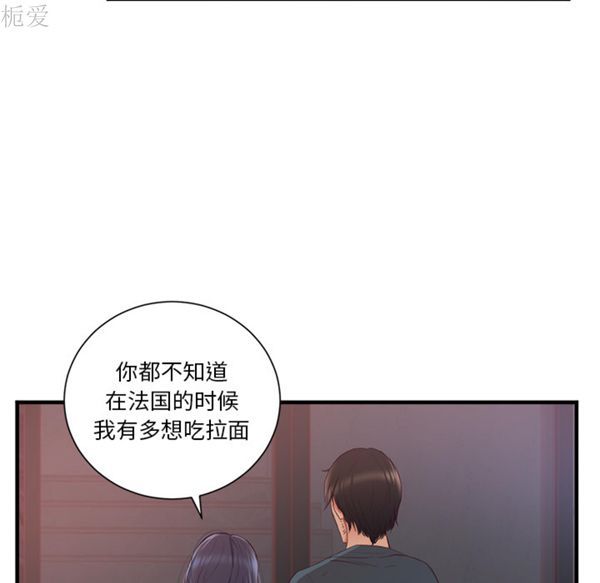 栀爱
你都不知道
在法国的时候
我有多想吃拉面